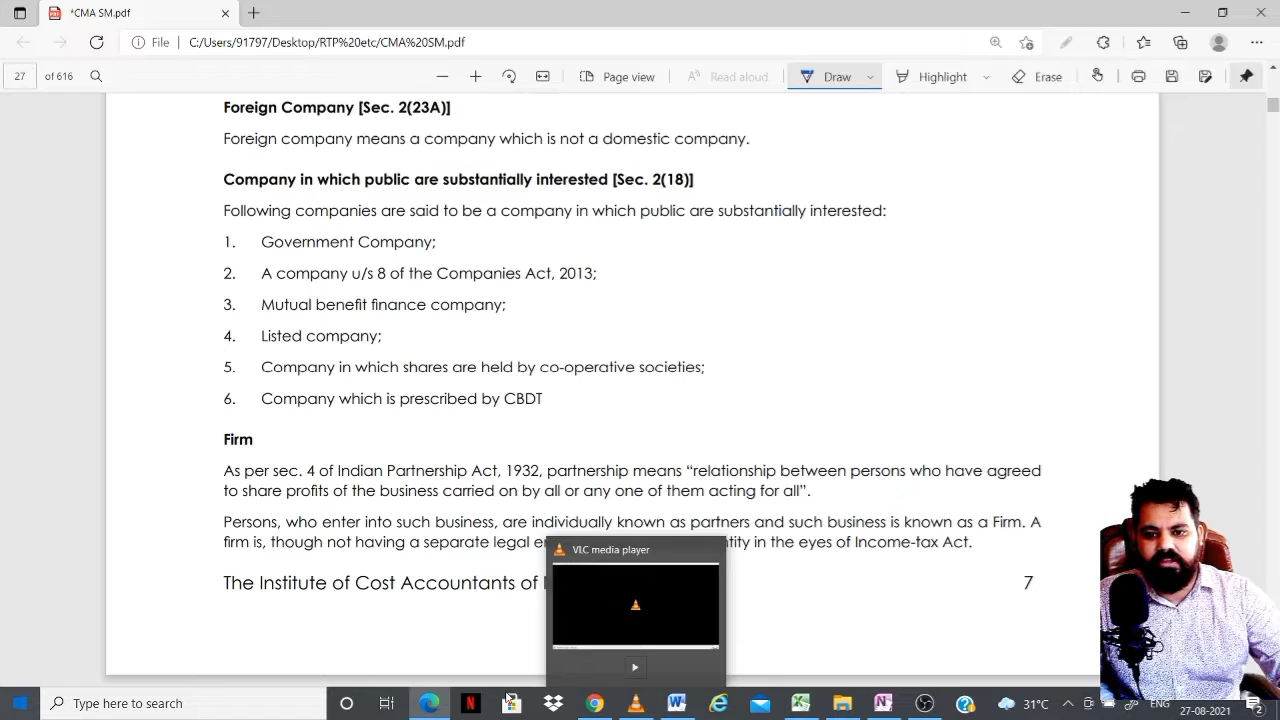 *CMA SM.pdf
File C:/Users/91797/Desktop/RTP%20etc/CMA%20SM.pdf
27 of 616 Page view Read aloud Draw Highlight Erase
Foreign Company [Sec. 2(23A)]
Foreign company means a company which is not a domestic company.
Company in which public are substantially interested [Sec. 2(18)]
Following companies are said to be a company in which public are substantially interested:
1. Government Company;
2. A company u/s 8 of the Companies Act, 2013;
3. Mutual benefit finance company;
4. Listed company;
5. Company in which shares are held by co-operative societies;
6. Company which is prescribed by CBDT
Firm
As per sec. 4 of Indian Partnership Act, 1932, partnership means “relationship between persons who have agreed
to share profits of the business carried on by all or any one of them acting for all”.
Persons, who enter into such business, are individually known as partners and such business is known as a Firm. A
firm is, though not having a separate legal in the eyes of Income-tax Act.
VLC media player
The Institute of Cost Accountants of 7
Type here to search
31°C ENG
27-08-2021 2